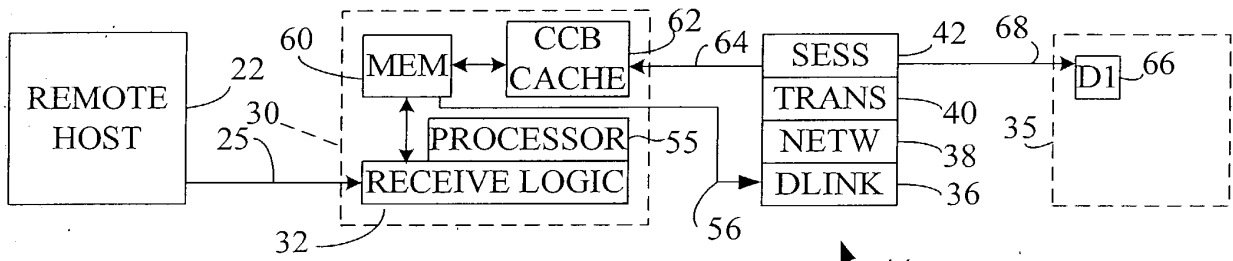 REMOTE
HOST
22
25
30
60
MEM
CCB
CACHE
62
64
PROCESSOR
55
RECEIVE LOGIC
32
56
SESS
42
TRANS
40
NETW
38
DLINK
36
68
D1
66
35